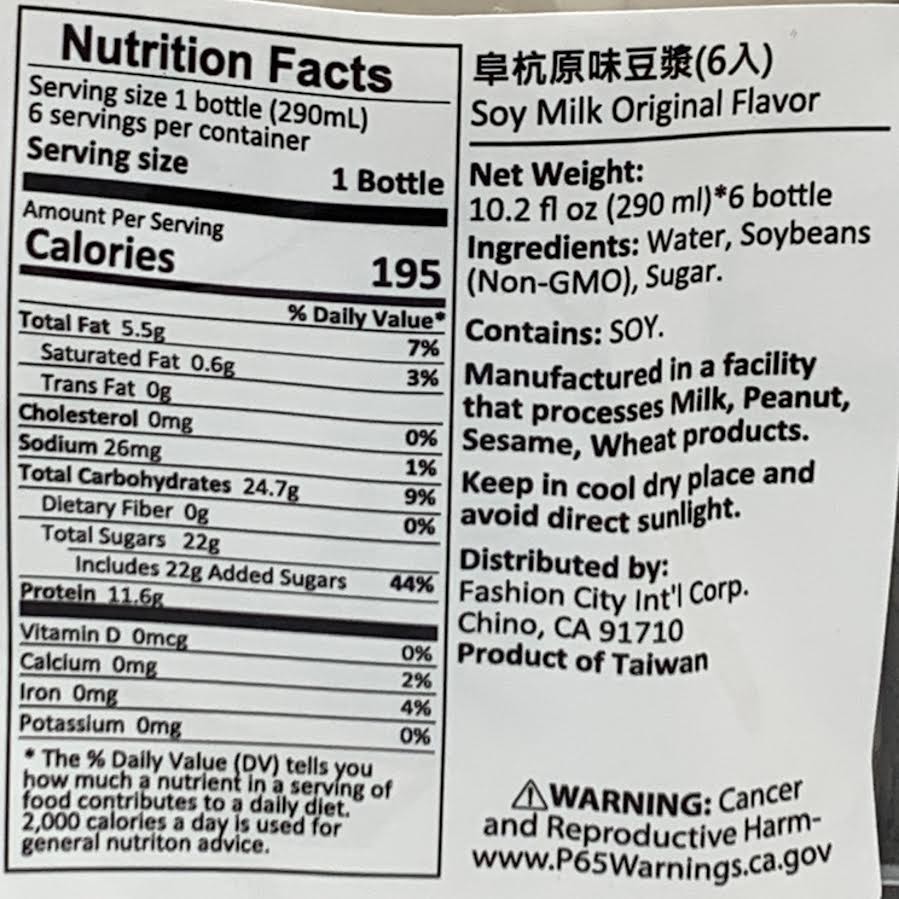 Nutrition Facts
Serving size 1 bottle (290mL)
6 servings per container
Serving size 1 Bottle
Amount Per Serving
Calories 195
% Daily Value*
Total Fat 5.5g 7%
Saturated Fat 0.6g 3%
Trans Fat 0g
Cholesterol 0mg 0%
Sodium 26mg 1%
Total Carbohydrates 24.7g 9%
Dietary Fiber 0g 0%
Total Sugars 22g
Includes 22g Added Sugars 44%
Protein 11.6g
Vitamin D 0mcg 0%
Calcium 0mg 2%
Iron 0mg 4%
Potassium 0mg 0%
* The % Daily Value (DV) tells you
how much a nutrient in a serving of
food contributes to a daily diet.
2,000 calories a day is used for
general nutriton advice.
阜杭原味豆漿(6入)
Soy Milk Original Flavor
Net Weight:
10.2 fl oz (290 ml)*6 bottle
Ingredients: Water, Soybeans
(Non-GMO), Sugar.
Contains: SOY.
Manufactured in a facility
that processes Milk, Peanut,
Sesame, Wheat products.
Keep in cool dry place and
avoid direct sunlight.
Distributed by:
Fashion City Int'l Corp.
Chino, CA 91710
Product of Taiwan
⚠WARNING: Cancer
and Reproductive Harm-
www.P65Warnings.ca.gov